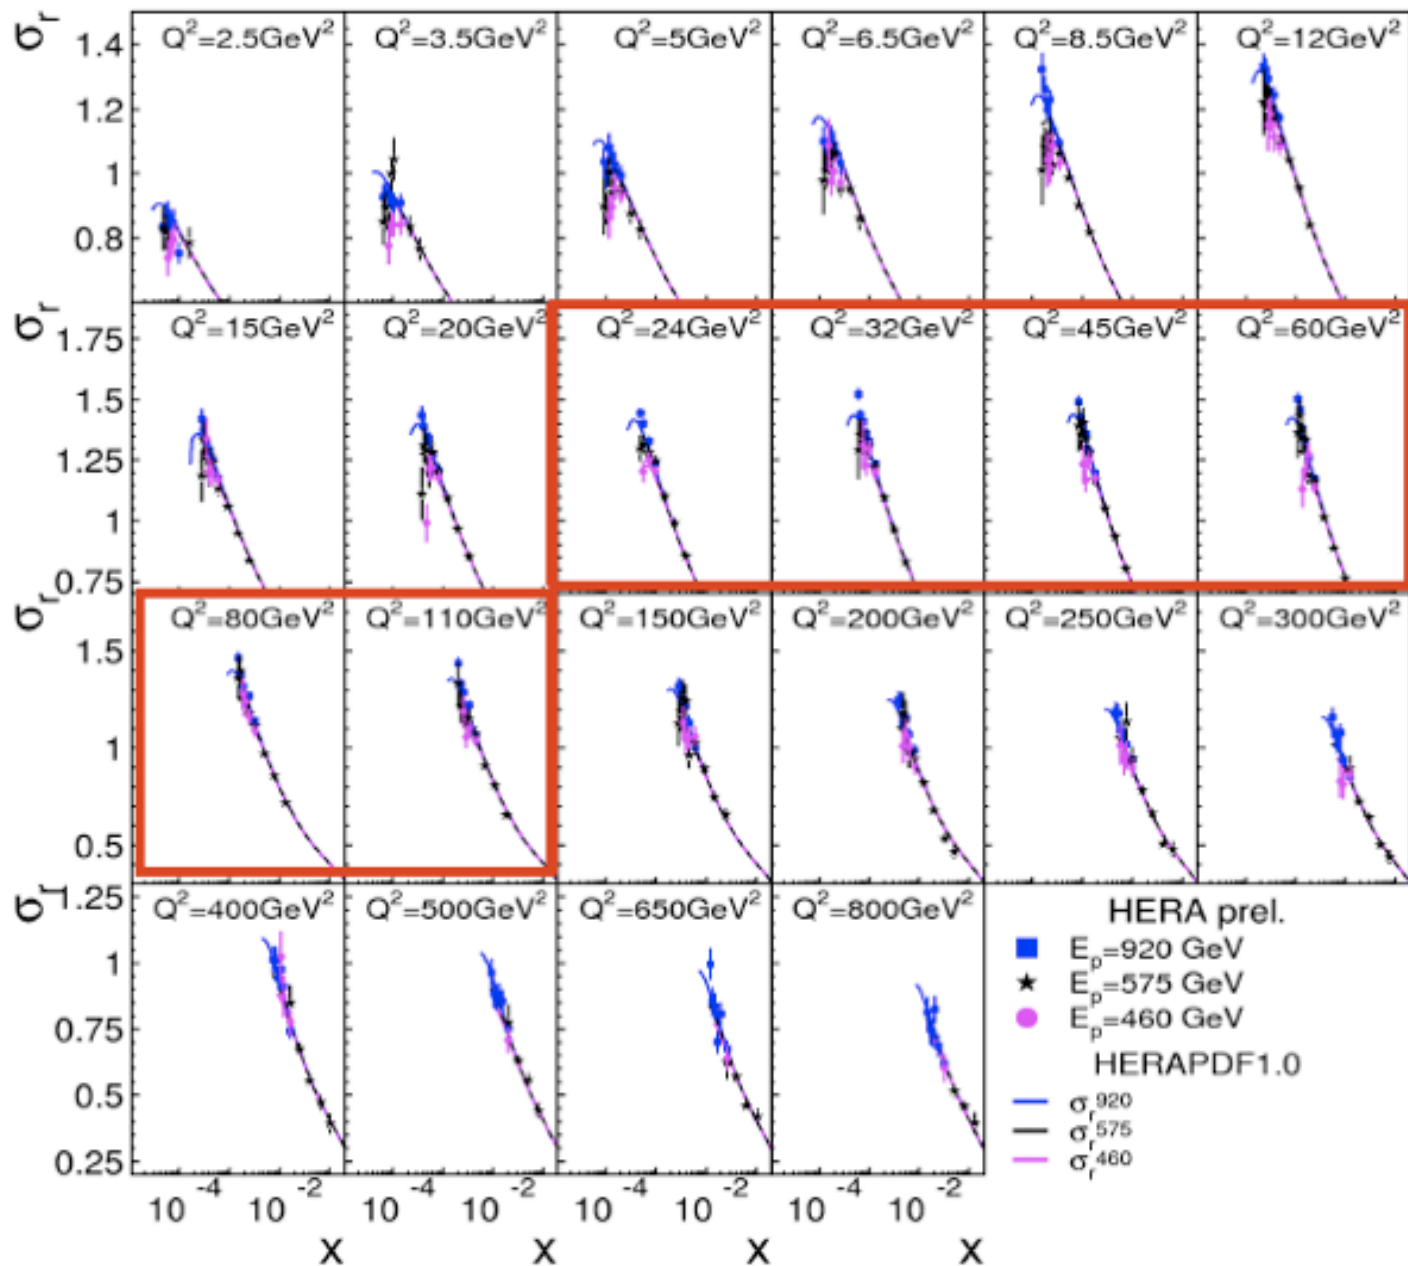 σr Q²=2.5GeV² Q²=3.5GeV² Q²=5GeV² Q²=6.5GeV² Q²=8.5GeV² Q²=12GeV²
1.4
1.2
1
0.8
σr Q²=15GeV² Q²=20GeV² Q²=24GeV² Q²=32GeV² Q²=45GeV² Q²=60GeV²
1.75
1.5
1.25
1
0.75
σr Q²=80GeV² Q²=110GeV² Q²=150GeV² Q²=200GeV² Q²=250GeV² Q²=300GeV²
1.5
1
0.5
σr Q²=400GeV² Q²=500GeV² Q²=650GeV² Q²=800GeV²
1.25
1
0.75
0.5
0.25
HERA prel.
Ep=920 GeV
Ep=575 GeV
Ep=460 GeV
HERAPDF1.0
σr⁹²⁰
σr⁵⁷⁵
σr⁴⁶⁰
10⁻⁴ 10⁻² 10⁻⁴ 10⁻² 10⁻⁴ 10⁻² 10⁻⁴ 10⁻²
x x x x